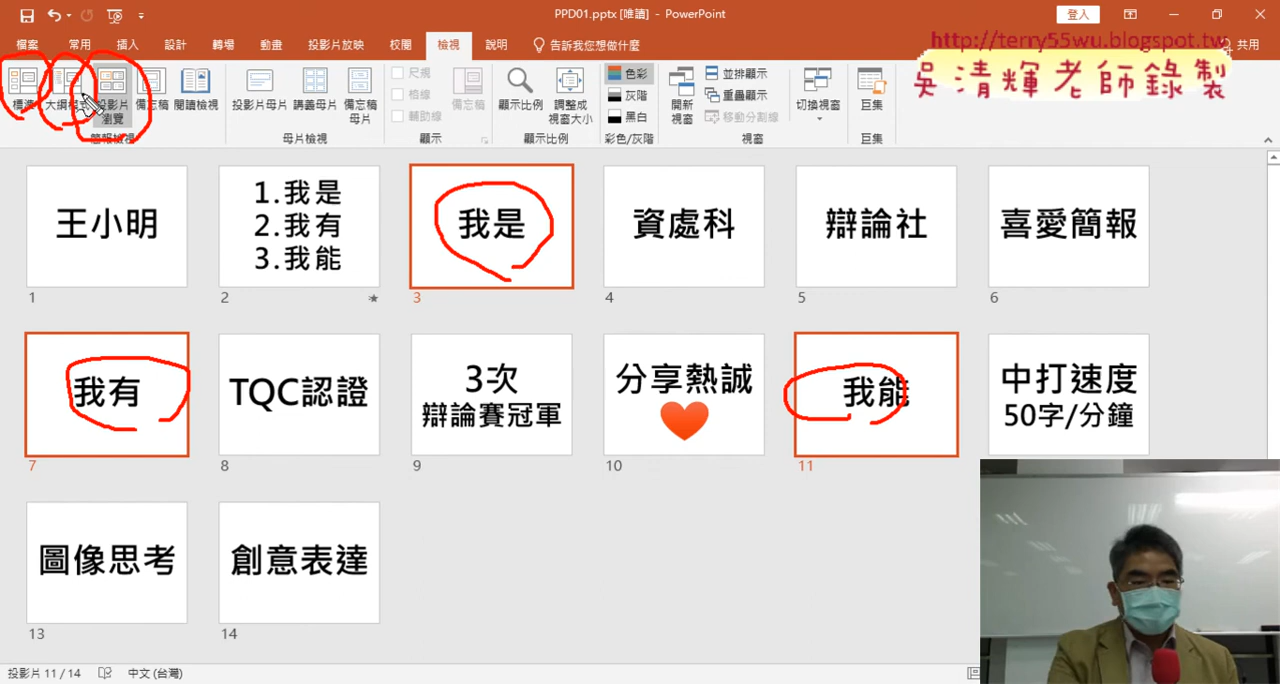 PPD01.pptx [唯讀] - PowerPoint
登入
檔案 常用 插入 設計 轉場 動畫 投影片放映 校閱 檢視 說明 告訴我您想做什麼
共用
http://terry55wu.blogspot.tw
吳清輝老師錄製
標準 大綱模式 投影片瀏覽 備忘稿 閱讀檢視
簡報檢視
投影片母片 講義母片 備忘稿母片
母片檢視
尺規
格線
輔助線
備忘稿
顯示
顯示比例 調整成視窗大小
顯示比例
色彩
灰階
黑白
彩色/灰階
開新視窗
並排顯示
重疊顯示
移動分割線
切換視窗
視窗
巨集
巨集
王小明
1
1.我是
2.我有
3.我能
2
我是
3
資處科
4
辯論社
5
喜愛簡報
6
我有
7
TQC認證
8
3次
辯論賽冠軍
9
分享熱誠
10
我能
11
中打速度
50字/分鐘
圖像思考
13
創意表達
14
投影片 11 / 14 中文 (台灣)